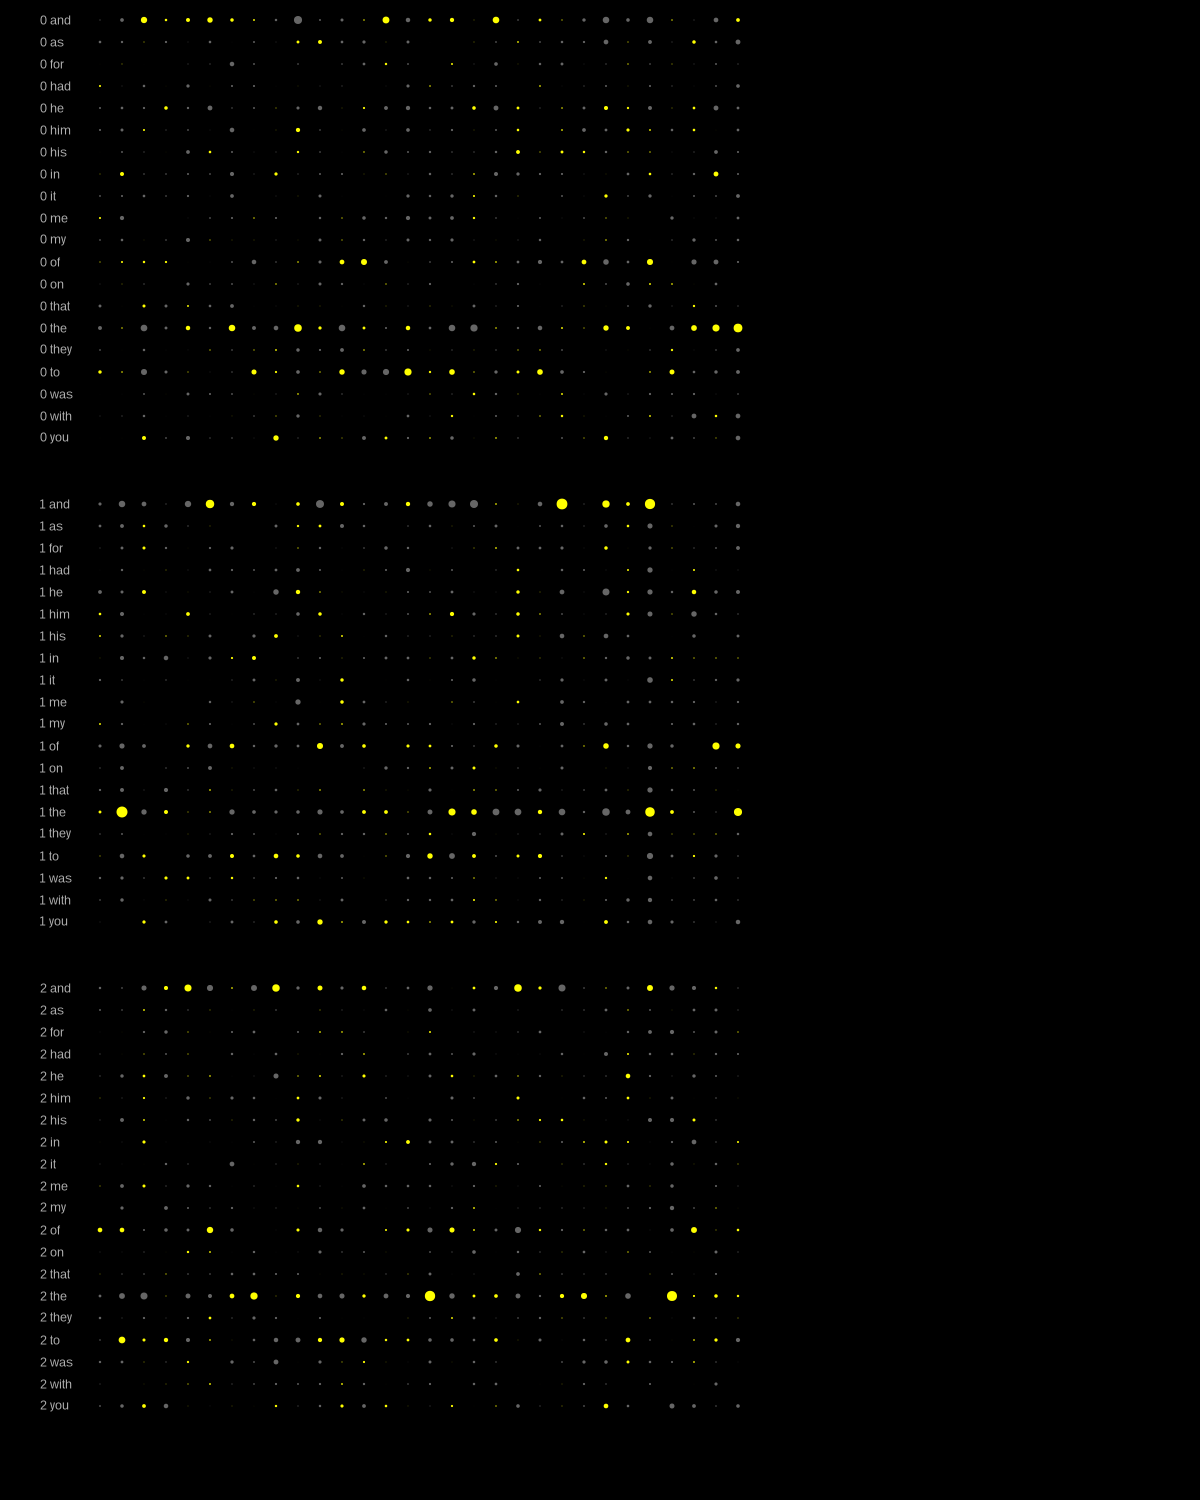 0 and
0 as
0 for
0 had
0 he
0 him
0 his
0 in
0 it
0 me
0 my
0 of
0 on
0 that
0 the
0 they
0 to
0 was
0 with
0 you
1 and
1 as
1 for
1 had
1 he
1 him
1 his
1 in
1 it
1 me
1 my
1 of
1 on
1 that
1 the
1 they
1 to
1 was
1 with
1 you
2 and
2 as
2 for
2 had
2 he
2 him
2 his
2 in
2 it
2 me
2 my
2 of
2 on
2 that
2 the
2 they
2 to
2 was
2 with
2 you